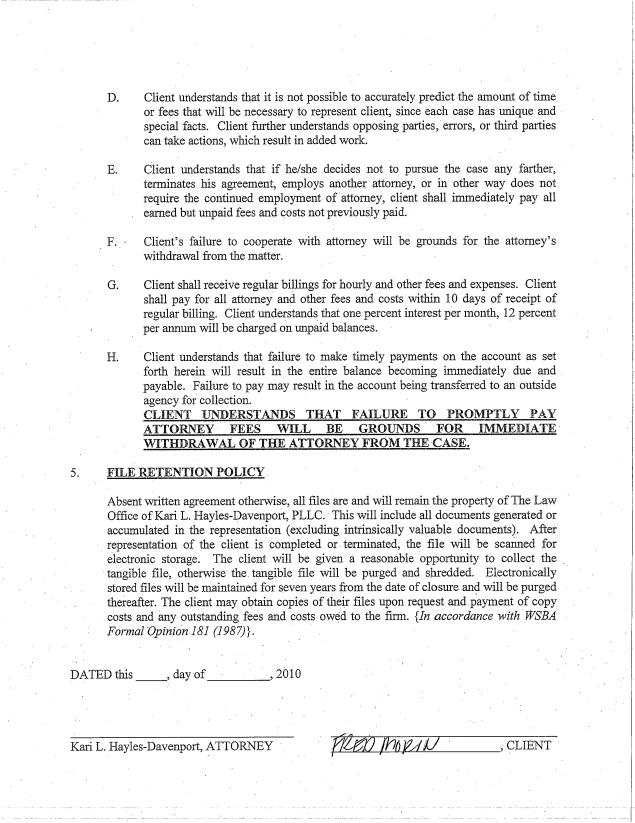 D. Client understands that it is not possible to accurately predict the amount of time
or fees that will be necessary to represent client, since each case has unique and
special facts. Client further understands opposing parties, errors, or third parties
can take actions, which result in added work.
E. Client understands that if he/she decides not to pursue the case any farther,
terminates his agreement, employs another attorney, or in other way does not
require the continued employment of attorney, client shall immediately pay all
earned but unpaid fees and costs not previously paid.
F. Client's failure to cooperate with attorney will be grounds for the attorney's
withdrawal from the matter.
G. Client shall receive regular billings for hourly and other fees and expenses. Client
shall pay for all attorney and other fees and costs within 10 days of receipt of
regular billing. Client understands that one percent interest per month, 12 percent
per annum will be charged on unpaid balances.
H. Client understands that failure to make timely payments on the account as set
forth herein will result in the entire balance becoming immediately due and
payable. Failure to pay may result in the account being transferred to an outside
agency for collection.
CLIENT UNDERSTANDS THAT FAILURE TO PROMPTLY PAY
ATTORNEY FEES WILL BE GROUNDS FOR IMMEDIATE
WITHDRAWAL OF THE ATTORNEY FROM THE CASE.
5. FILE RETENTION POLICY
Absent written agreement otherwise, all files are and will remain the property of The Law
Office of Kari L. Hayles-Davenport, PLLC. This will include all documents generated or
accumulated in the representation (excluding intrinsically valuable documents). After
representation of the client is completed or terminated, the file will be scanned for
electronic storage. The client will be given a reasonable opportunity to collect the
tangible file, otherwise the tangible file will be purged and shredded. Electronically
stored files will be maintained for seven years from the date of closure and will be purged
thereafter. The client may obtain copies of their files upon request and payment of copy
costs and any outstanding fees and costs owed to the firm. {In accordance with WSBA
Formal Opinion 181 (1987)}.
DATED this _____, day of __________, 2010
Kari L. Hayles-Davenport, ATTORNEY MORIN, CLIENT